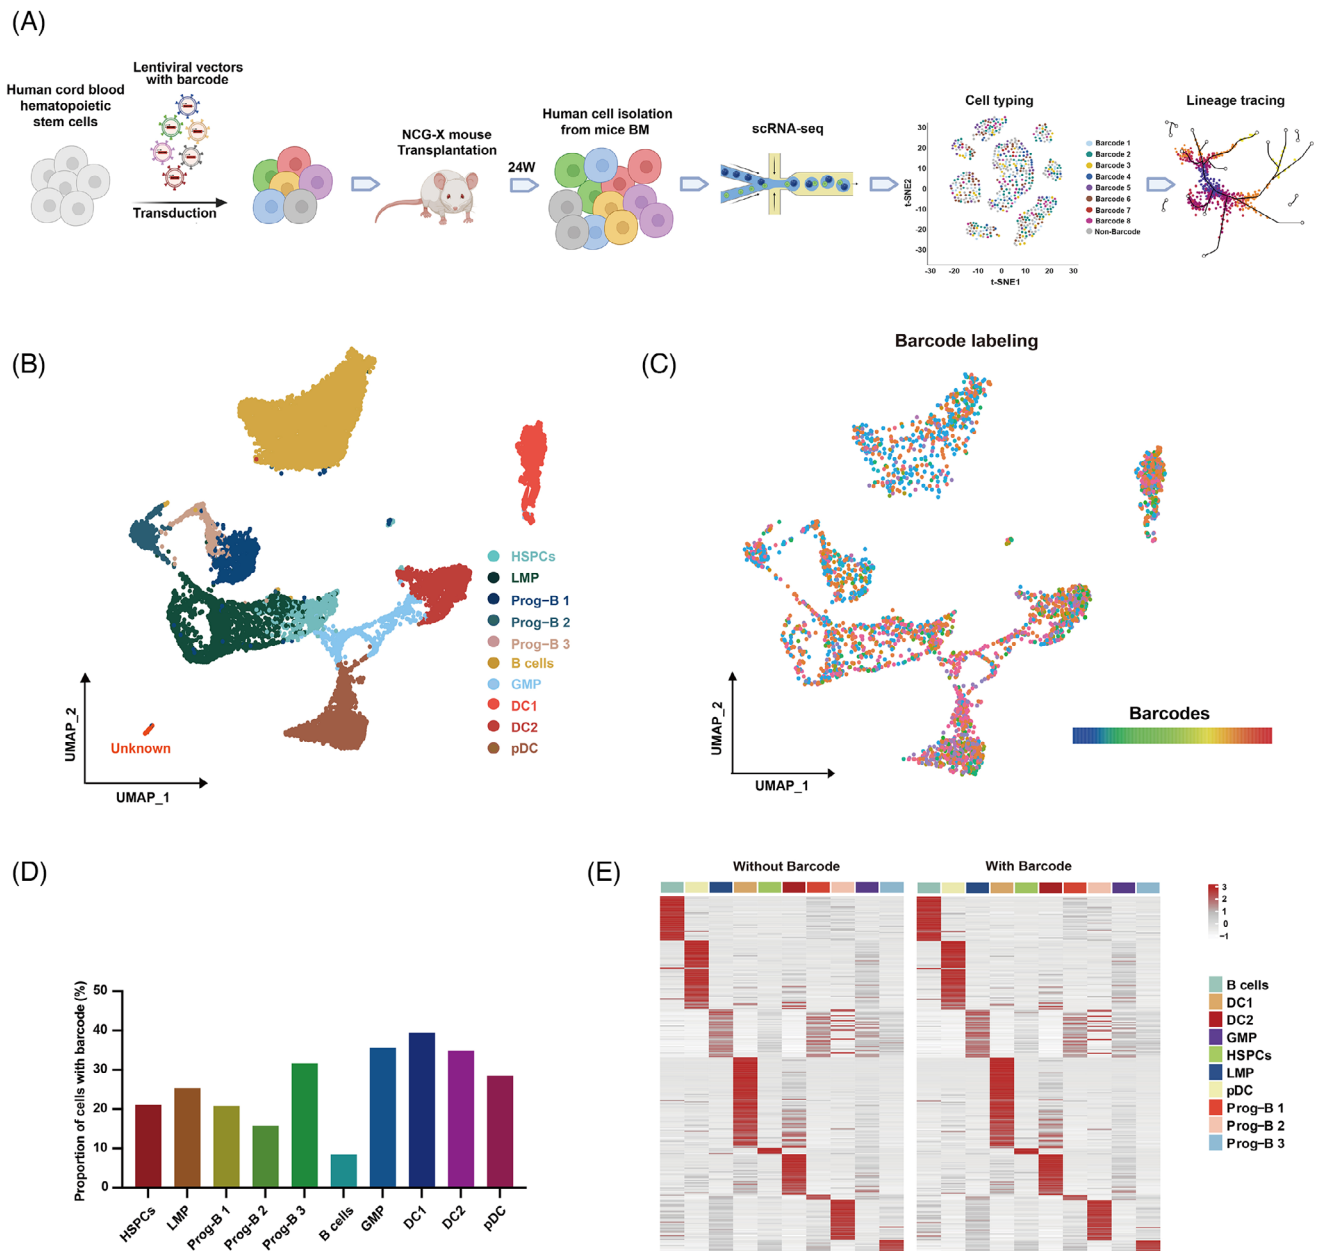 (A)
Human cord blood
hematopoietic
stem cells
Lentiviral vectors
with barcode
Transduction
NCG-X mouse
Transplantation
24W
Human cell isolation
from mice BM
scRNA-seq
Cell typing
t-SNE2
30
20
10
0
-10
-20
-30
-30
-20
-10
0
10
20
30
t-SNE1
Barcode 1
Barcode 2
Barcode 3
Barcode 4
Barcode 5
Barcode 6
Barcode 7
Barcode 8
Non-Barcode
Lineage tracing
(B)
HSPCs
LMP
Prog−B 1
Prog−B 2
Prog−B 3
B cells
GMP
DC1
DC2
pDC
Unknown
UMAP_2
UMAP_1
(C)
Barcode labeling
Barcodes
UMAP_2
UMAP_1
(D)
Proportion of cells with barcode (%)
50
40
30
20
10
0
HSPCs
LMP
Prog-B 1
Prog-B 2
Prog-B 3
B cells
GMP
DC1
DC2
pDC
(E)
Without Barcode
With Barcode
3
2
1
0
−1
B cells
DC1
DC2
GMP
HSPCs
LMP
pDC
Prog−B 1
Prog−B 2
Prog−B 3